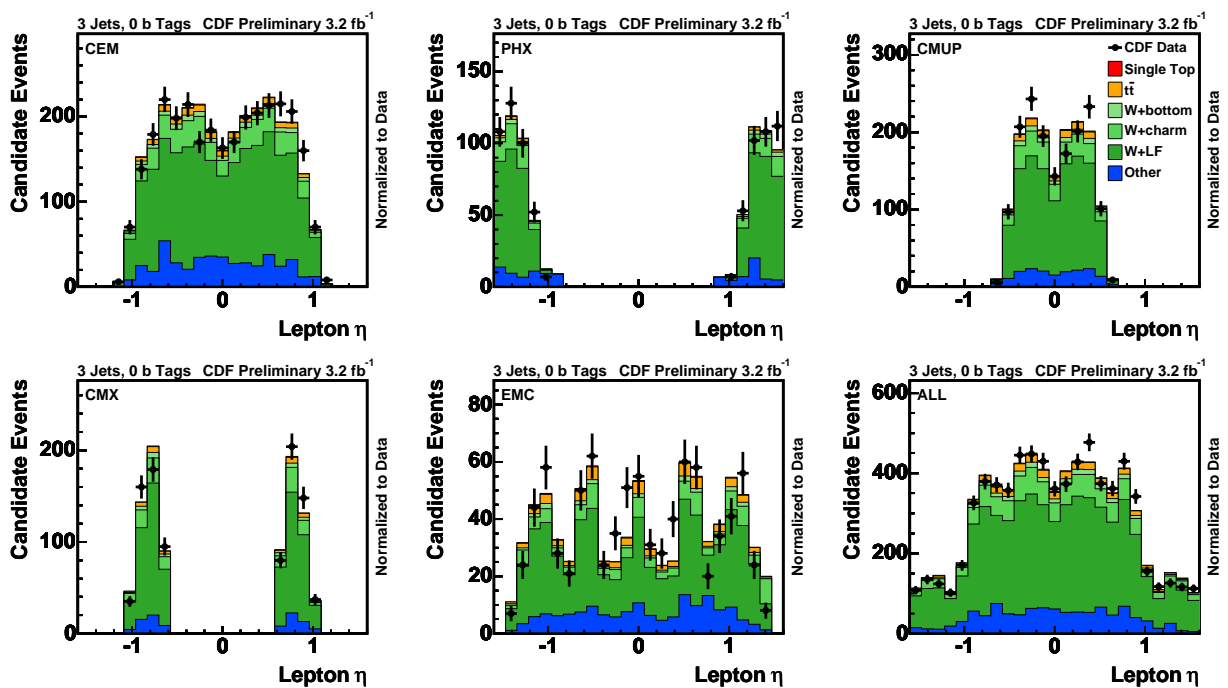 3 Jets, 0 b Tags CDF Preliminary 3.2 fb⁻¹
CEM
Candidate Events
200
100
0
-1 0 1
Lepton η
Normalized to Data
3 Jets, 0 b Tags CDF Preliminary 3.2 fb⁻¹
PHX
Candidate Events
150
100
50
0
-1 0 1
Lepton η
Normalized to Data
3 Jets, 0 b Tags CDF Preliminary 3.2 fb⁻¹
CMUP
Candidate Events
300
200
100
0
-1 0 1
Lepton η
Normalized to Data
CDF Data
Single Top
tt̄
W+bottom
W+charm
W+LF
Other
3 Jets, 0 b Tags CDF Preliminary 3.2 fb⁻¹
CMX
Candidate Events
200
100
0
-1 0 1
Lepton η
Normalized to Data
3 Jets, 0 b Tags CDF Preliminary 3.2 fb⁻¹
EMC
Candidate Events
80
60
40
20
0
-1 0 1
Lepton η
Normalized to Data
3 Jets, 0 b Tags CDF Preliminary 3.2 fb⁻¹
ALL
Candidate Events
600
400
200
0
-1 0 1
Lepton η
Normalized to Data